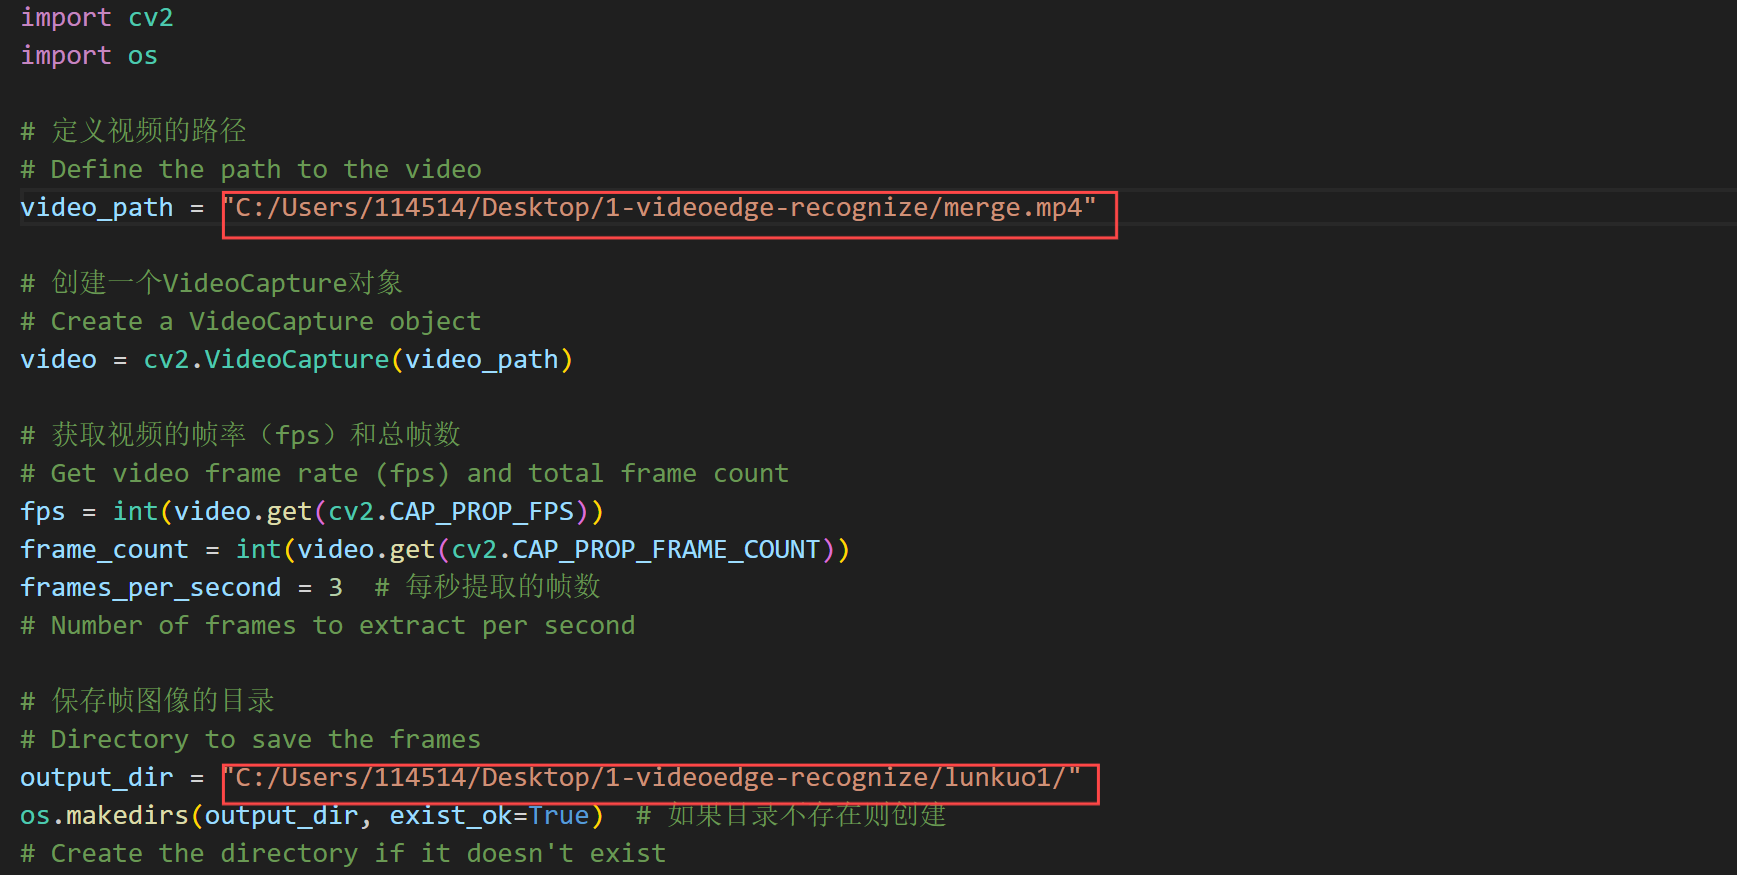 import cv2
import os
# 定义视频的路径
# Define the path to the video
video_path = "C:/Users/114514/Desktop/1-videoedge-recognize/merge.mp4"
# 创建一个VideoCapture对象
# Create a VideoCapture object
video = cv2.VideoCapture(video_path)
# 获取视频的帧率（fps）和总帧数
# Get video frame rate (fps) and total frame count
fps = int(video.get(cv2.CAP_PROP_FPS))
frame_count = int(video.get(cv2.CAP_PROP_FRAME_COUNT))
frames_per_second = 3  # 每秒提取的帧数
# Number of frames to extract per second
# 保存帧图像的目录
# Directory to save the frames
output_dir = "C:/Users/114514/Desktop/1-videoedge-recognize/lunkuo1/"
os.makedirs(output_dir, exist_ok=True)  # 如果目录不存在则创建
# Create the directory if it doesn't exist